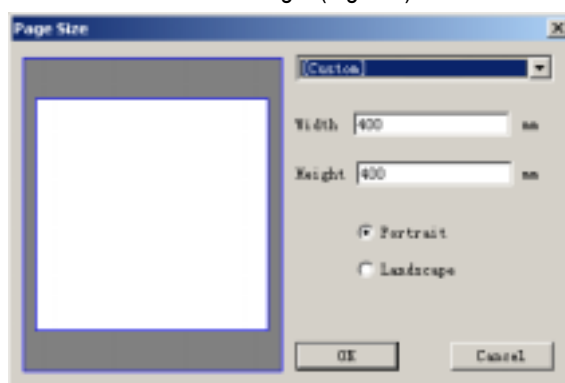 Page Size
[Custom]
Width 400 mm
Height 400 mm
Portrait
Landscape
OK
Cancel